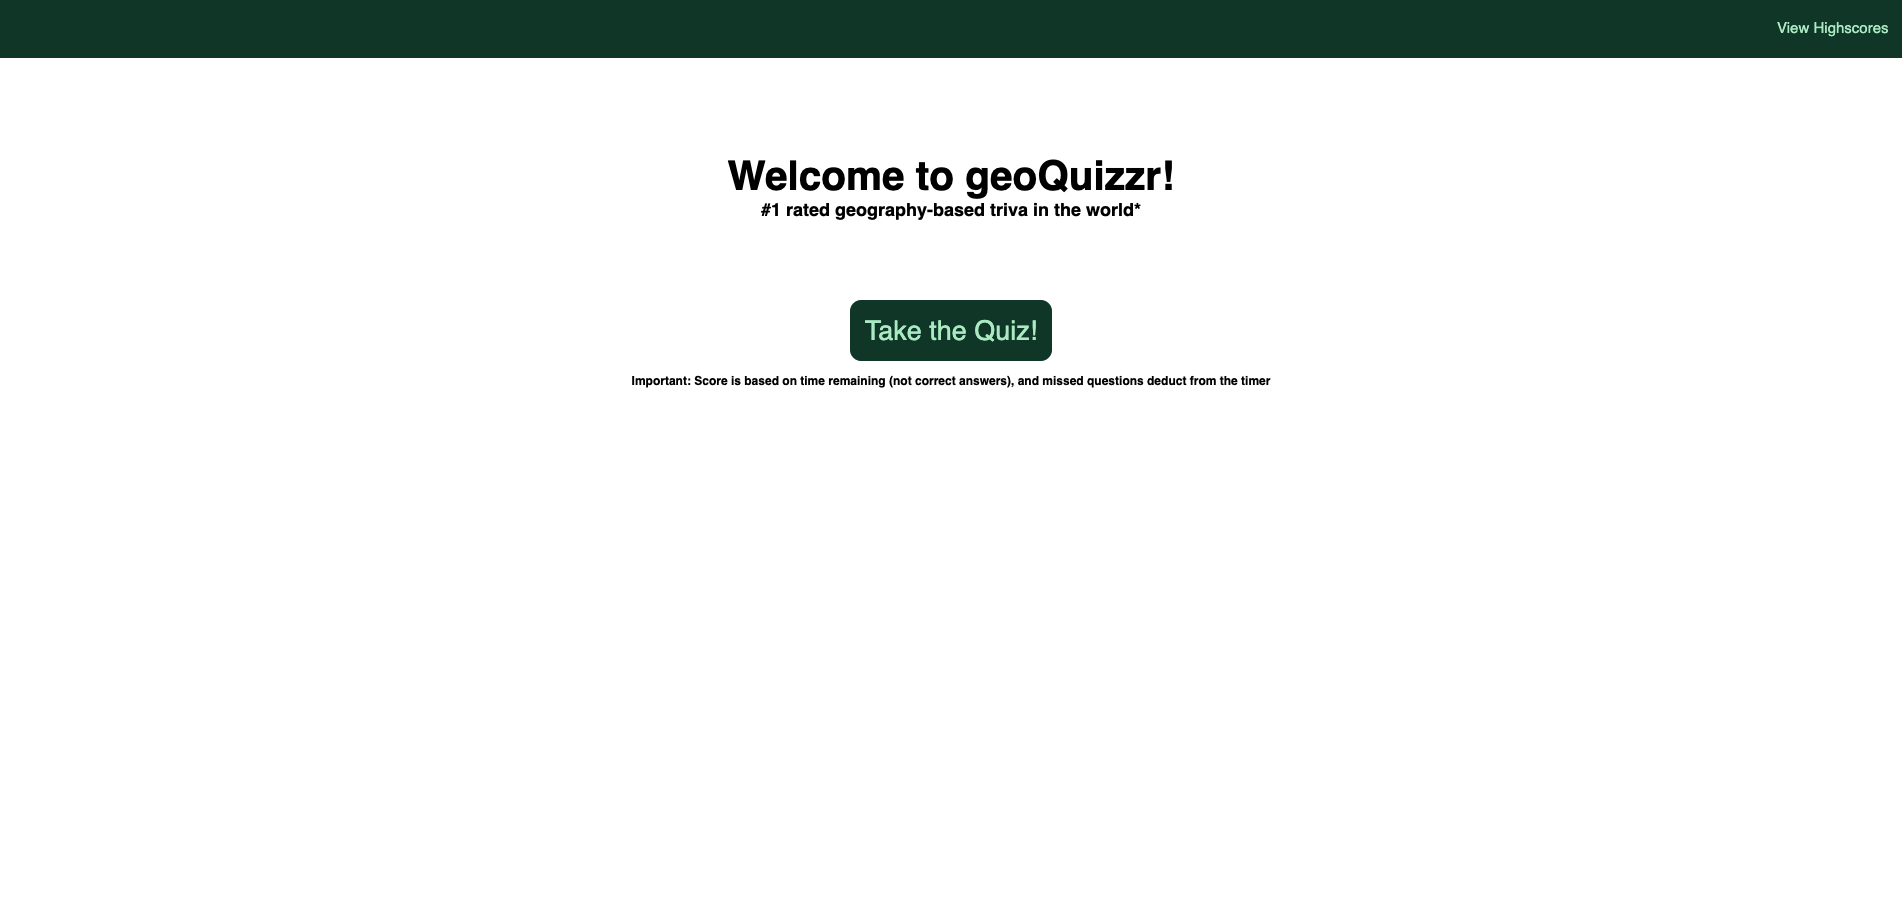 View Highscores
Welcome to geoQuizzr!
#1 rated geography-based triva in the world*
Take the Quiz!
Important: Score is based on time remaining (not correct answers), and missed questions deduct from the timer